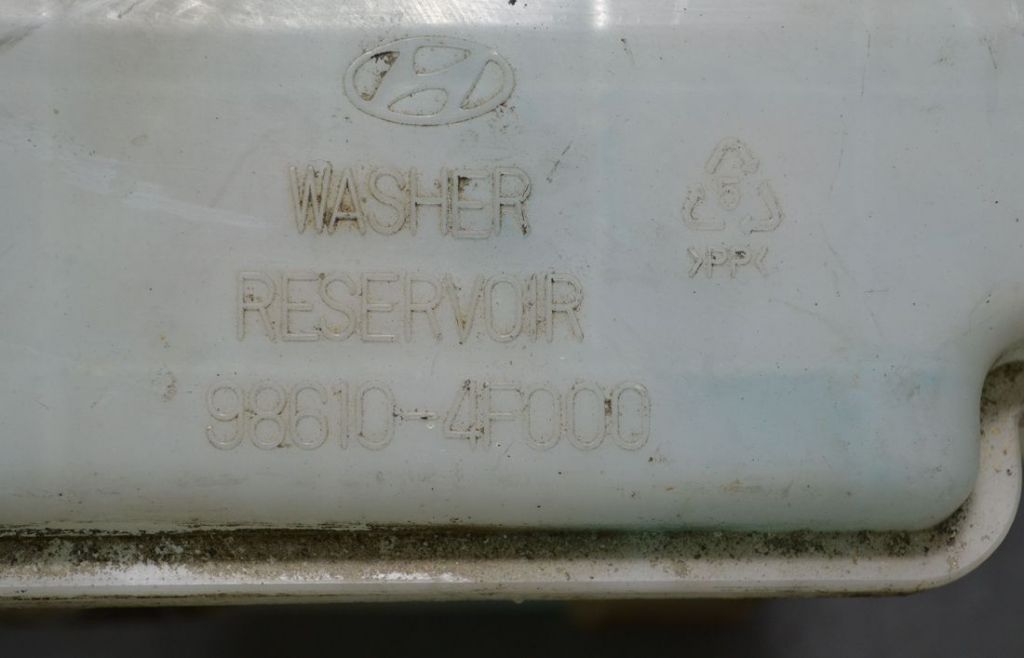 WASHER
RESERVOIR
98610-4F000
5
>PP<